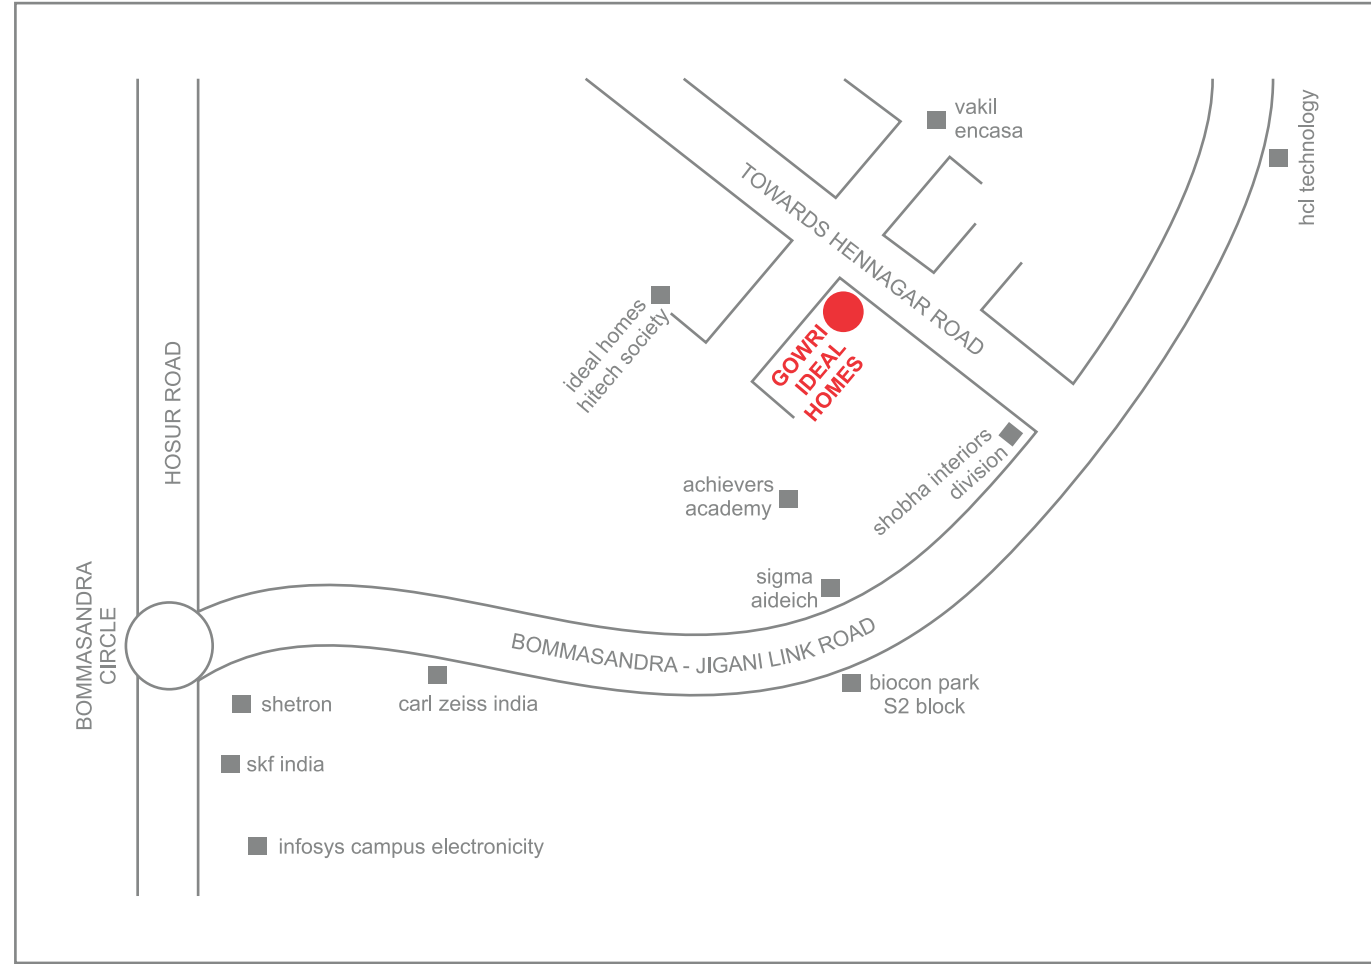 vakil
encasa
hcl technology
TOWARDS HENNAGAR ROAD
ideal homes
hitech society
GOWRI
IDEAL
HOMES
HOSUR ROAD
shobha interiors
division
achievers
academy
sigma
aideich
BOMMASANDRA
CIRCLE
BOMMASANDRA - JIGANI LINK ROAD
shetron
carl zeiss india
biocon park
S2 block
skf india
infosys campus electronicity